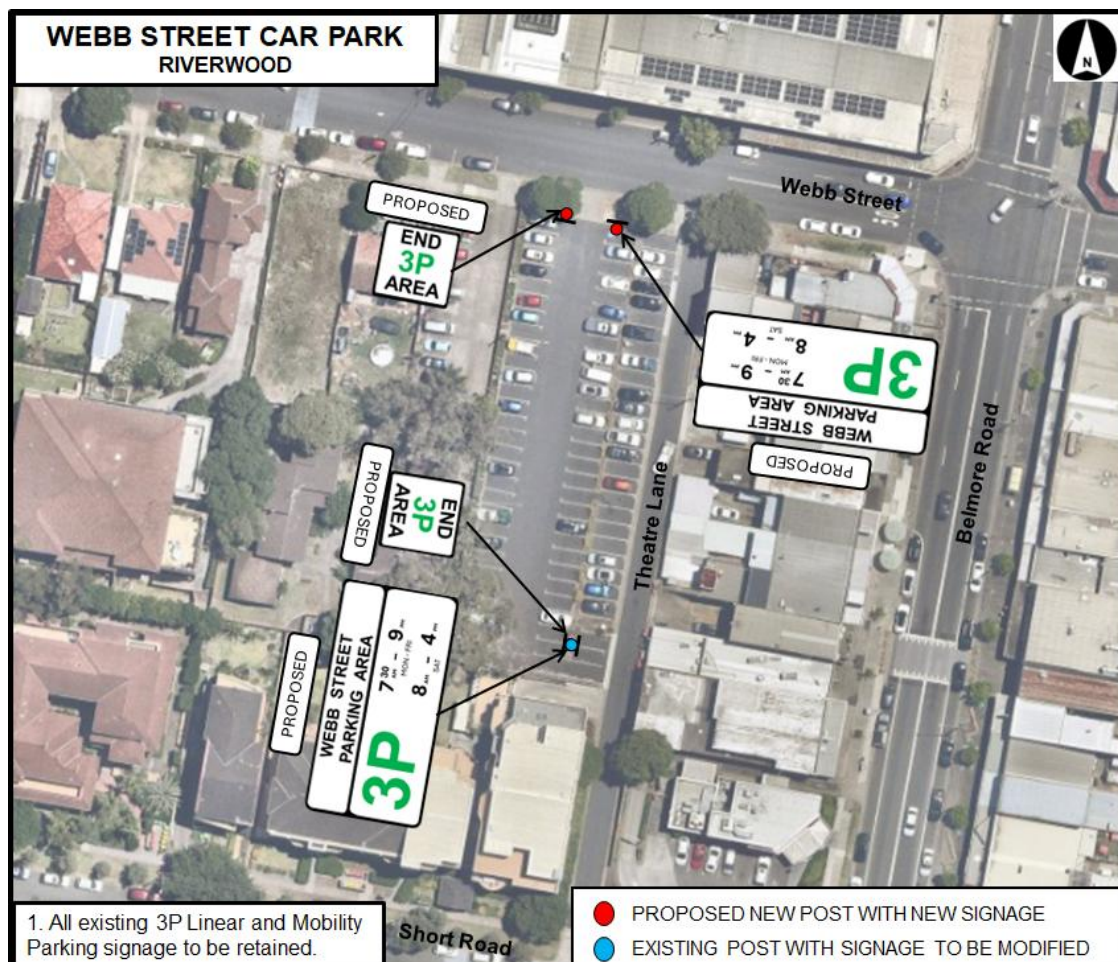 WEBB STREET CAR PARK
RIVERWOOD
N
Webb Street
PROPOSED
END
3P
AREA
3P
7 30 AM - 9 PM
MON - FRI
8 AM - 4 PM
SAT
WEBB STREET
PARKING AREA
PROPOSED
PROPOSED
END
3P
AREA
Theatre Lane
Belmore Road
PROPOSED
WEBB STREET
PARKING AREA
3P
7 30 AM - 9 PM
MON - FRI
8 AM - 4 PM
SAT
1. All existing 3P Linear and Mobility
Parking signage to be retained.
Short Road
PROPOSED NEW POST WITH NEW SIGNAGE
EXISTING POST WITH SIGNAGE TO BE MODIFIED